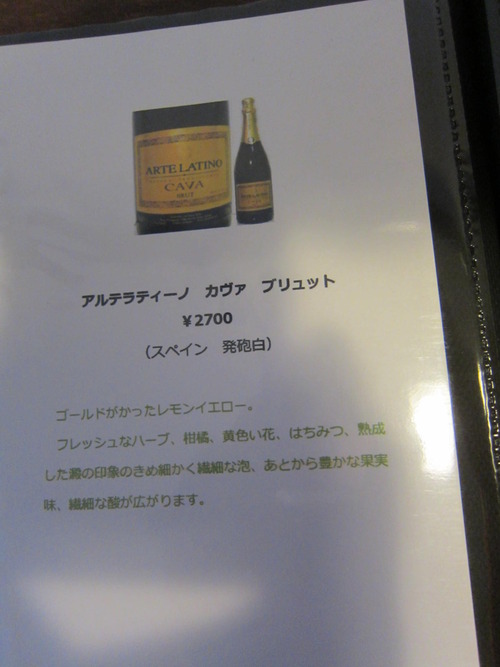 ARTE LATINO
CAVA
BRUT
アルテラティーノ カヴァ ブリュット
¥2700
(スペイン 発砲白)
ゴールドがかったレモンイエロー。
フレッシュなハーブ、柑橘、黄色い花、はちみつ、熟成
した澱の印象のきめ細かく繊細な泡、あとから豊かな果実
味、繊細な酸が広がります。